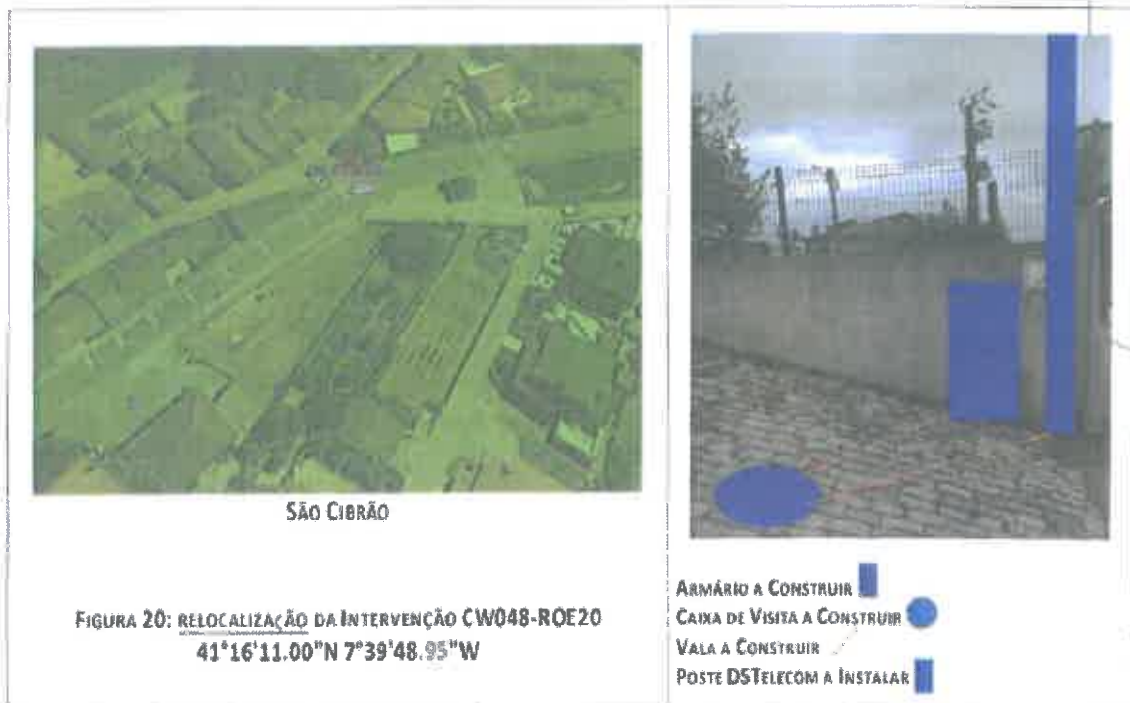 SÃO CIBRÃO
FIGURA 20: RELOCALIZAÇÃO DA INTERVENÇÃO CW048-ROE20
41°16'11.00"N 7°39'48.95"W
ARMÁRIO A CONSTRUIR
CAIXA DE VISITA A CONSTRUIR
VALA A CONSTRUIR
POSTE DSTELECOM A INSTALAR